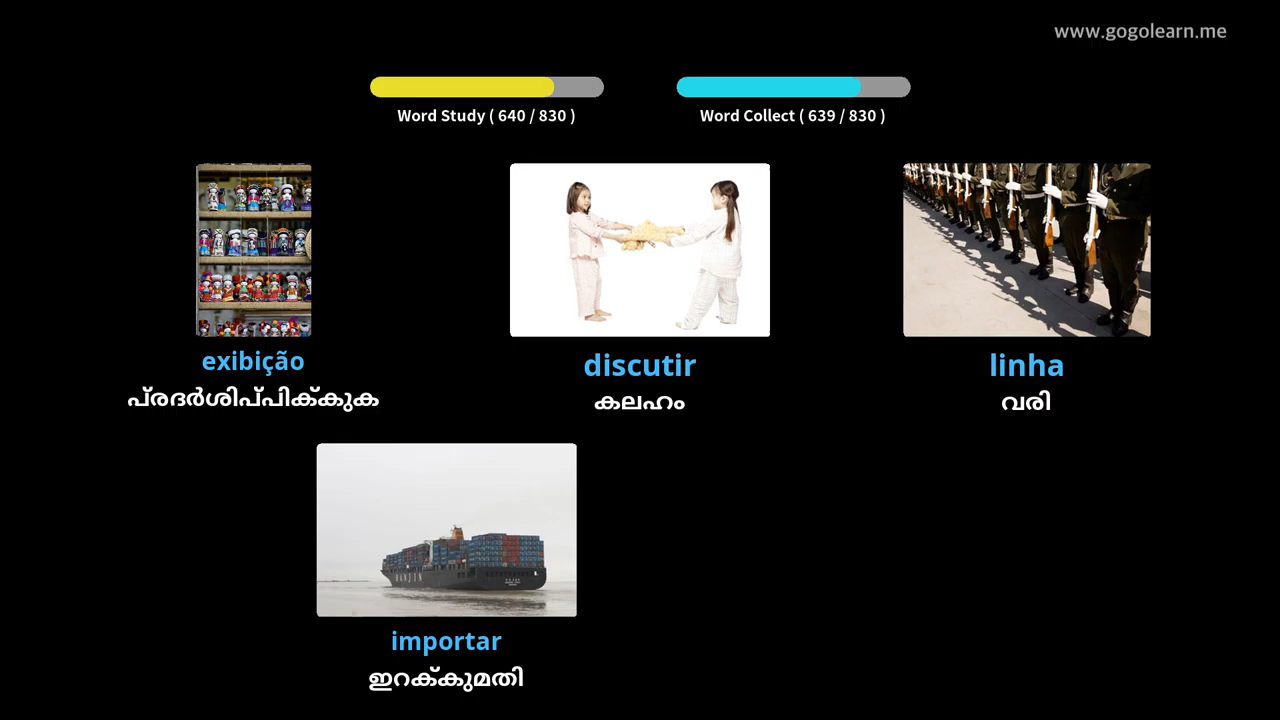 www.gogolearn.me
Word Study ( 640 / 830 )
Word Collect ( 639 / 830 )
exibição
പ്രദർശിപ്പിക്കുക
discutir
കലഹം
linha
വരി
HANJIN
importar
ഇറക്കുമതി